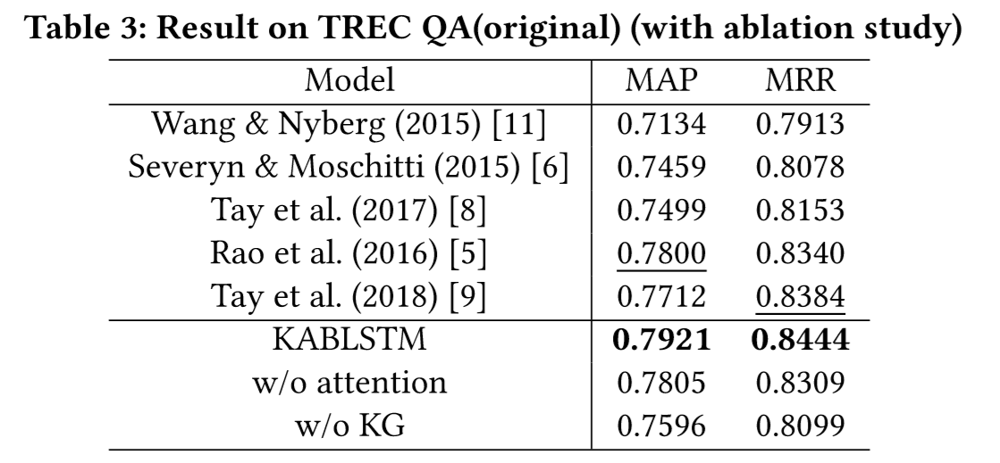 Table 3: Result on TREC QA(original) (with ablation study)
Model MAP MRR
Wang & Nyberg (2015) [11] 0.7134 0.7913
Severyn & Moschitti (2015) [6] 0.7459 0.8078
Tay et al. (2017) [8] 0.7499 0.8153
Rao et al. (2016) [5] 0.7800 0.8340
Tay et al. (2018) [9] 0.7712 0.8384
KABLSTM 0.7921 0.8444
w/o attention 0.7805 0.8309
w/o KG 0.7596 0.8099